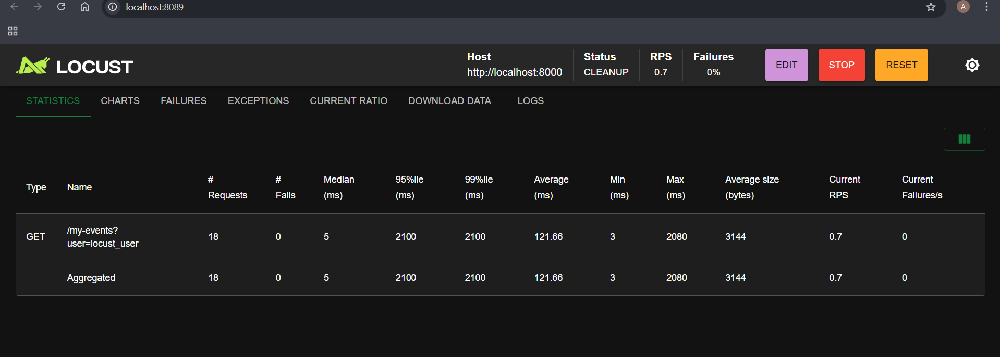 localhost:8089
A
LOCUST
Host
http://localhost:8000
Status
CLEANUP
RPS
0.7
Failures
0%
EDIT
STOP
RESET
STATISTICS CHARTS FAILURES EXCEPTIONS CURRENT RATIO DOWNLOAD DATA LOGS
Type Name # Requests # Fails Median (ms) 95%ile (ms) 99%ile (ms) Average (ms) Min (ms) Max (ms) Average size (bytes) Current RPS Current Failures/s
GET /my-events?user=locust_user 18 0 5 2100 2100 121.66 3 2080 3144 0.7 0
Aggregated 18 0 5 2100 2100 121.66 3 2080 3144 0.7 0